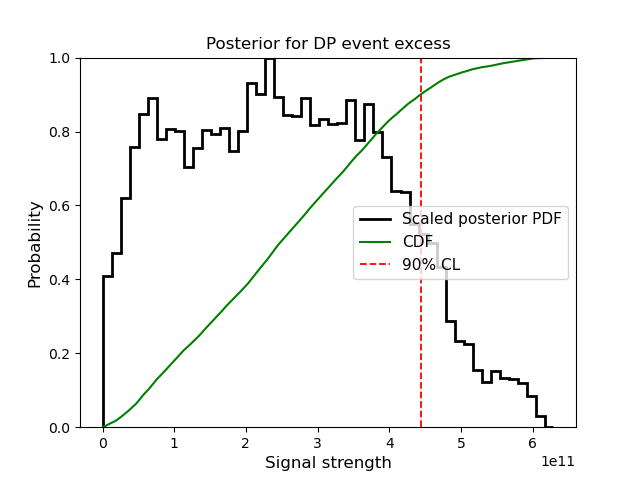 Posterior for DP event excess
1.0
0.8
0.6
0.4
0.2
0.0
Probability
Scaled posterior PDF
CDF
90% CL
0 1 2 3 4 5 6
1e11
Signal strength